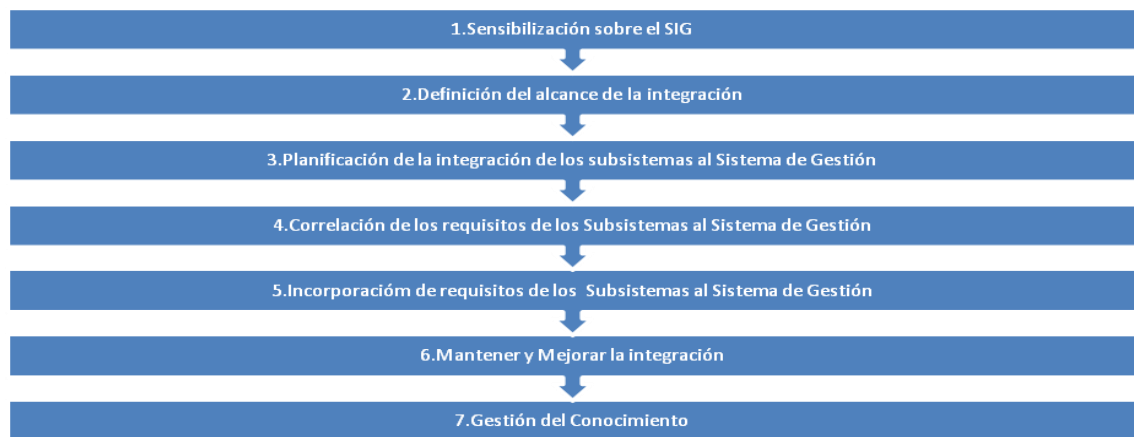 1.Sensibilización sobre el SIG
2.Definición del alcance de la integración
3.Planificación de la integración de los subsistemas al Sistema de Gestión
4.Correlación de los requisitos de los Subsistemas al Sistema de Gestión
5.Incorporacióm de requisitos de los  Subsistemas al Sistema de Gestión
6.Mantener y Mejorar la integración
7.Gestión del Conocimiento